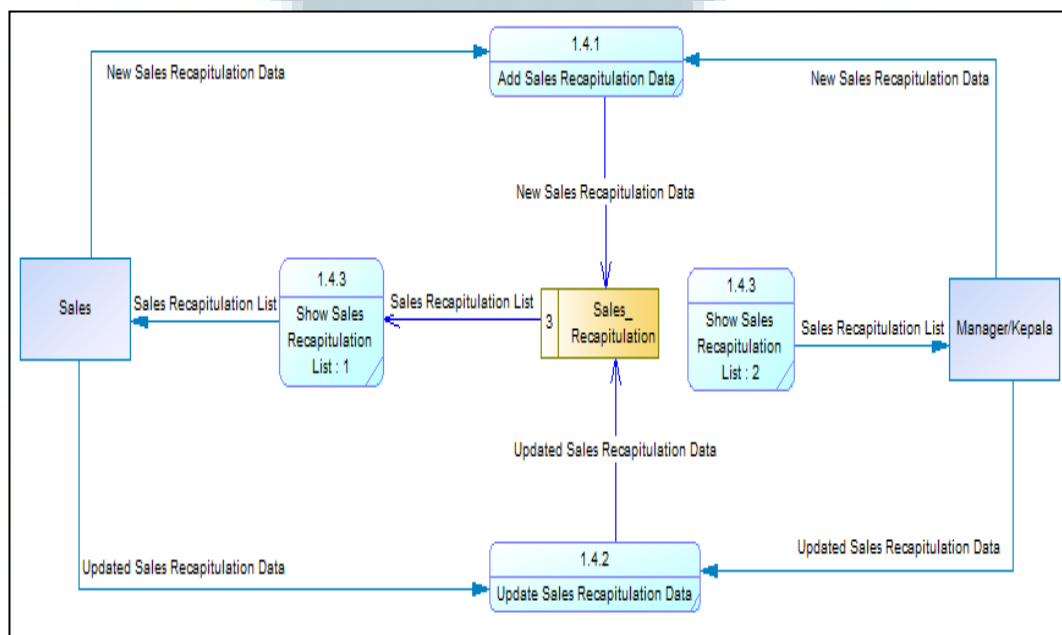 1.4.1
Add Sales Recapitulation Data
New Sales Recapitulation Data
New Sales Recapitulation Data
New Sales Recapitulation Data
Sales
Sales Recapitulation List
1.4.3
Show Sales
Recapitulation
List : 1
Sales Recapitulation List
3
Sales_
Recapitulation
1.4.3
Show Sales
Recapitulation
List : 2
Sales Recapitulation List
Manager/Kepala
Updated Sales Recapitulation Data
Updated Sales Recapitulation Data
Updated Sales Recapitulation Data
1.4.2
Update Sales Recapitulation Data